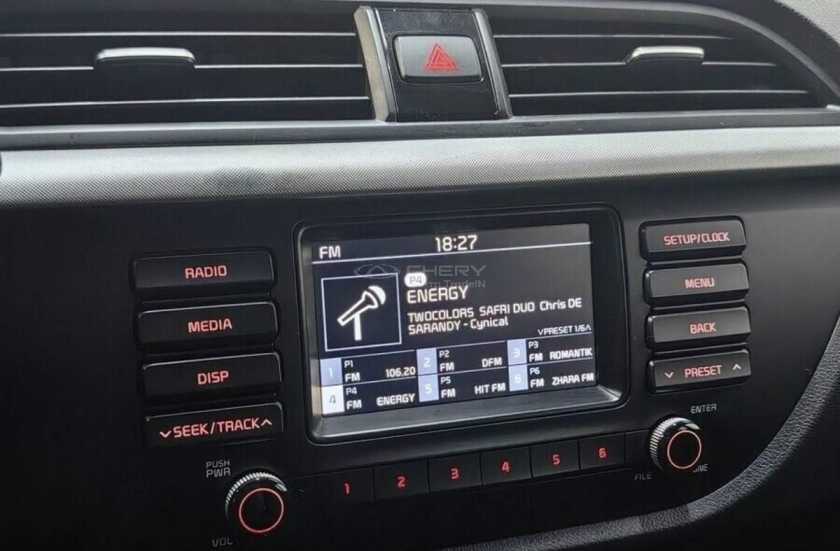 FM 18:27
CHERY
P4
ENERGY
TWOCOLORS SAFRI DUO Chris DE
SARANDY - Cynical
PRESET 1/6
1 P1 FM 106.20
2 P2 FM DFM
3 P3 FM ROMANTIK
4 P4 FM ENERGY
5 P5 FM HIT FM
6 P6 FM ZHARA FM
RADIO
MEDIA
DISP
SEEK/TRACK
SETUP/CLOCK
MENU
BACK
PRESET
PUSH
PWR
VOL
1 2 3 4 5 6
ENTER
FILE